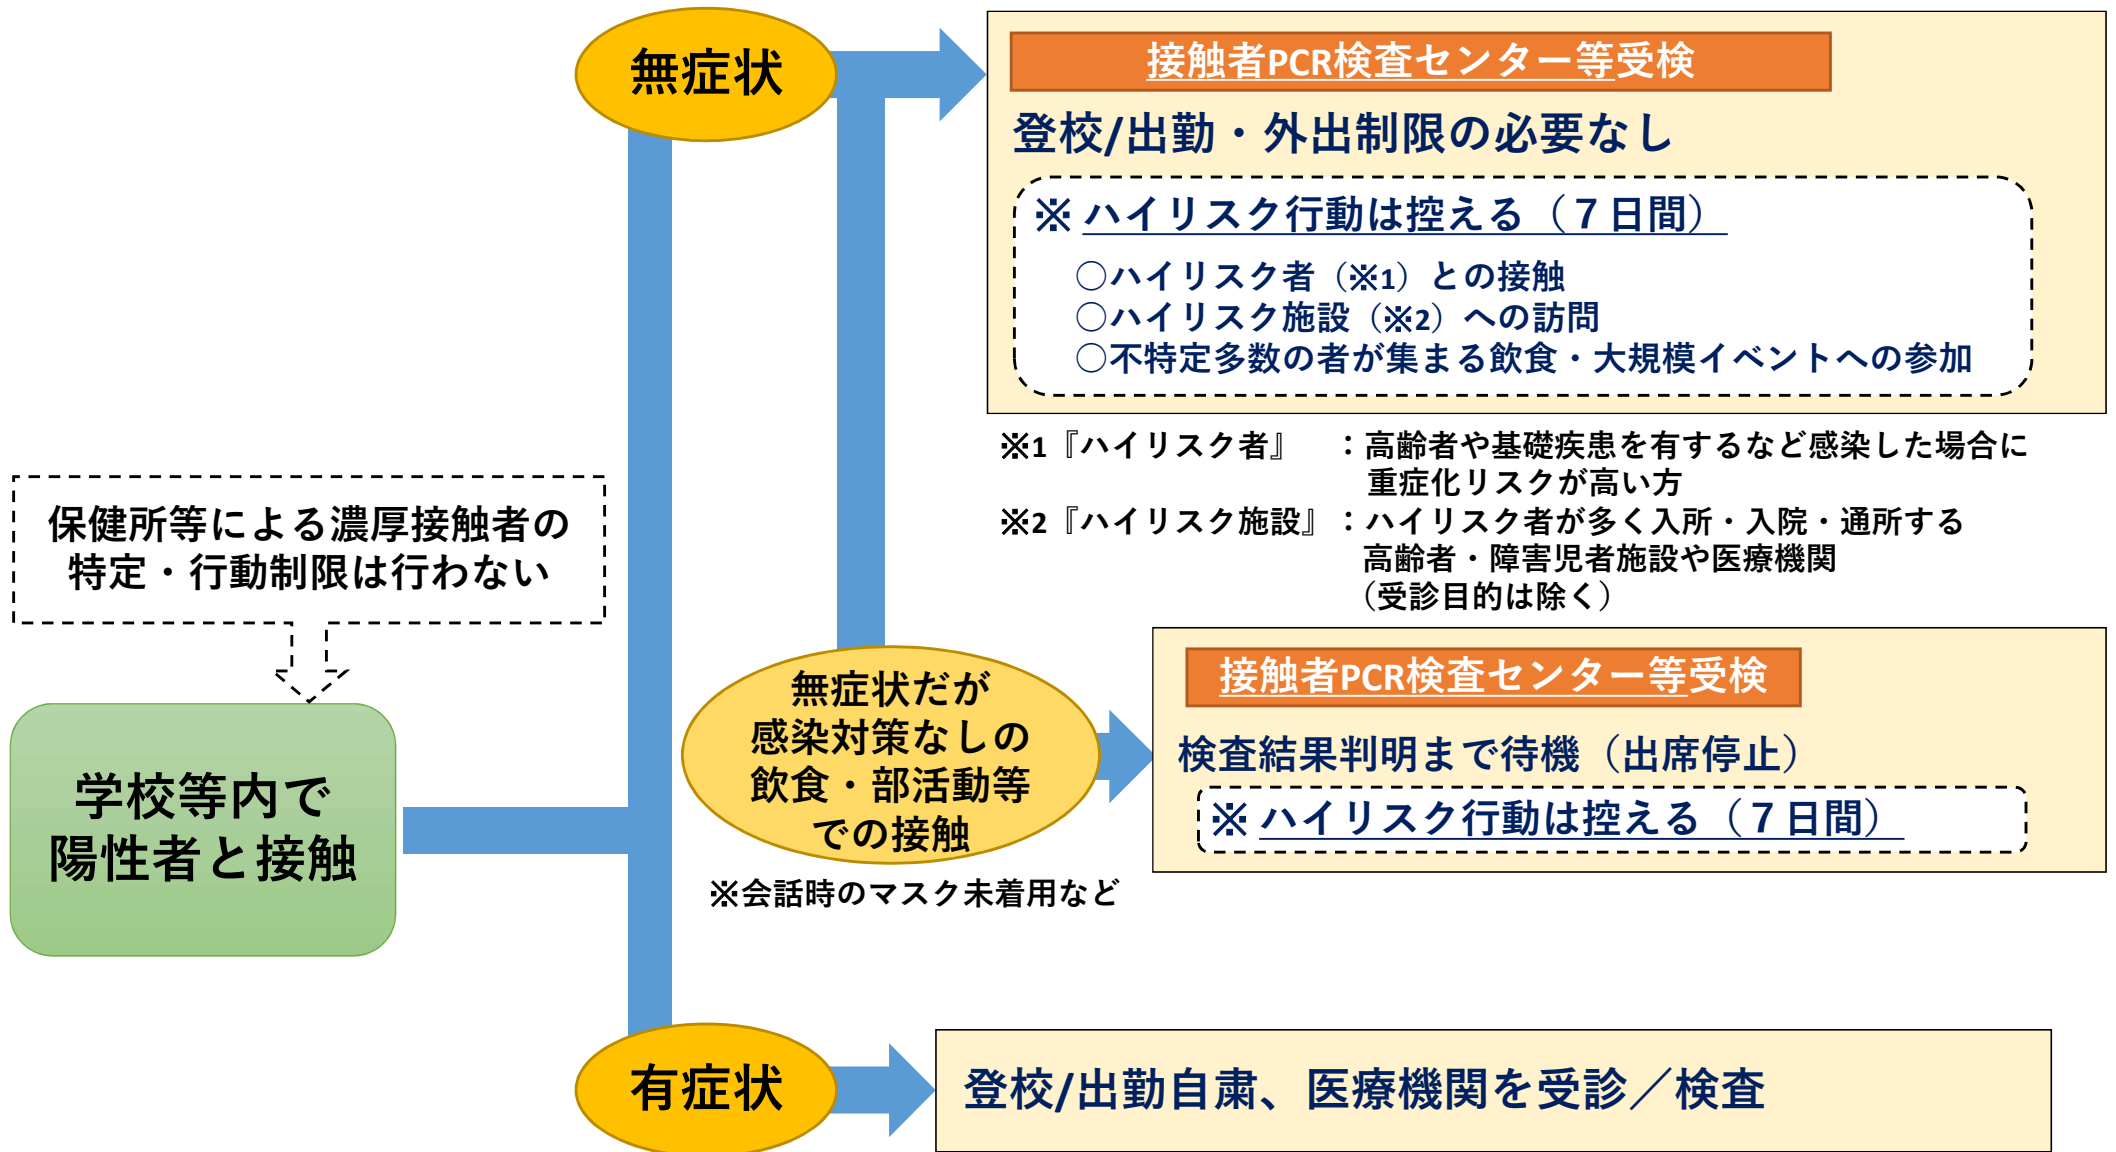 無症状
接触者PCR検査センター等受検
登校/出勤・外出制限の必要なし
※ ハイリスク行動は控える（７日間）
○ハイリスク者（※1）との接触
○ハイリスク施設（※2）への訪問
○不特定多数の者が集まる飲食・大規模イベントへの参加
※1『ハイリスク者』　：高齢者や基礎疾患を有するなど感染した場合に
重症化リスクが高い方
※2『ハイリスク施設』：ハイリスク者が多く入所・入院・通所する
高齢者・障害児者施設や医療機関
（受診目的は除く）
保健所等による濃厚接触者の
特定・行動制限は行わない
学校等内で
陽性者と接触
無症状だが
感染対策なしの
飲食・部活動等
での接触
※会話時のマスク未着用など
接触者PCR検査センター等受検
検査結果判明まで待機（出席停止）
※ ハイリスク行動は控える（７日間）
有症状
登校/出勤自粛、医療機関を受診／検査